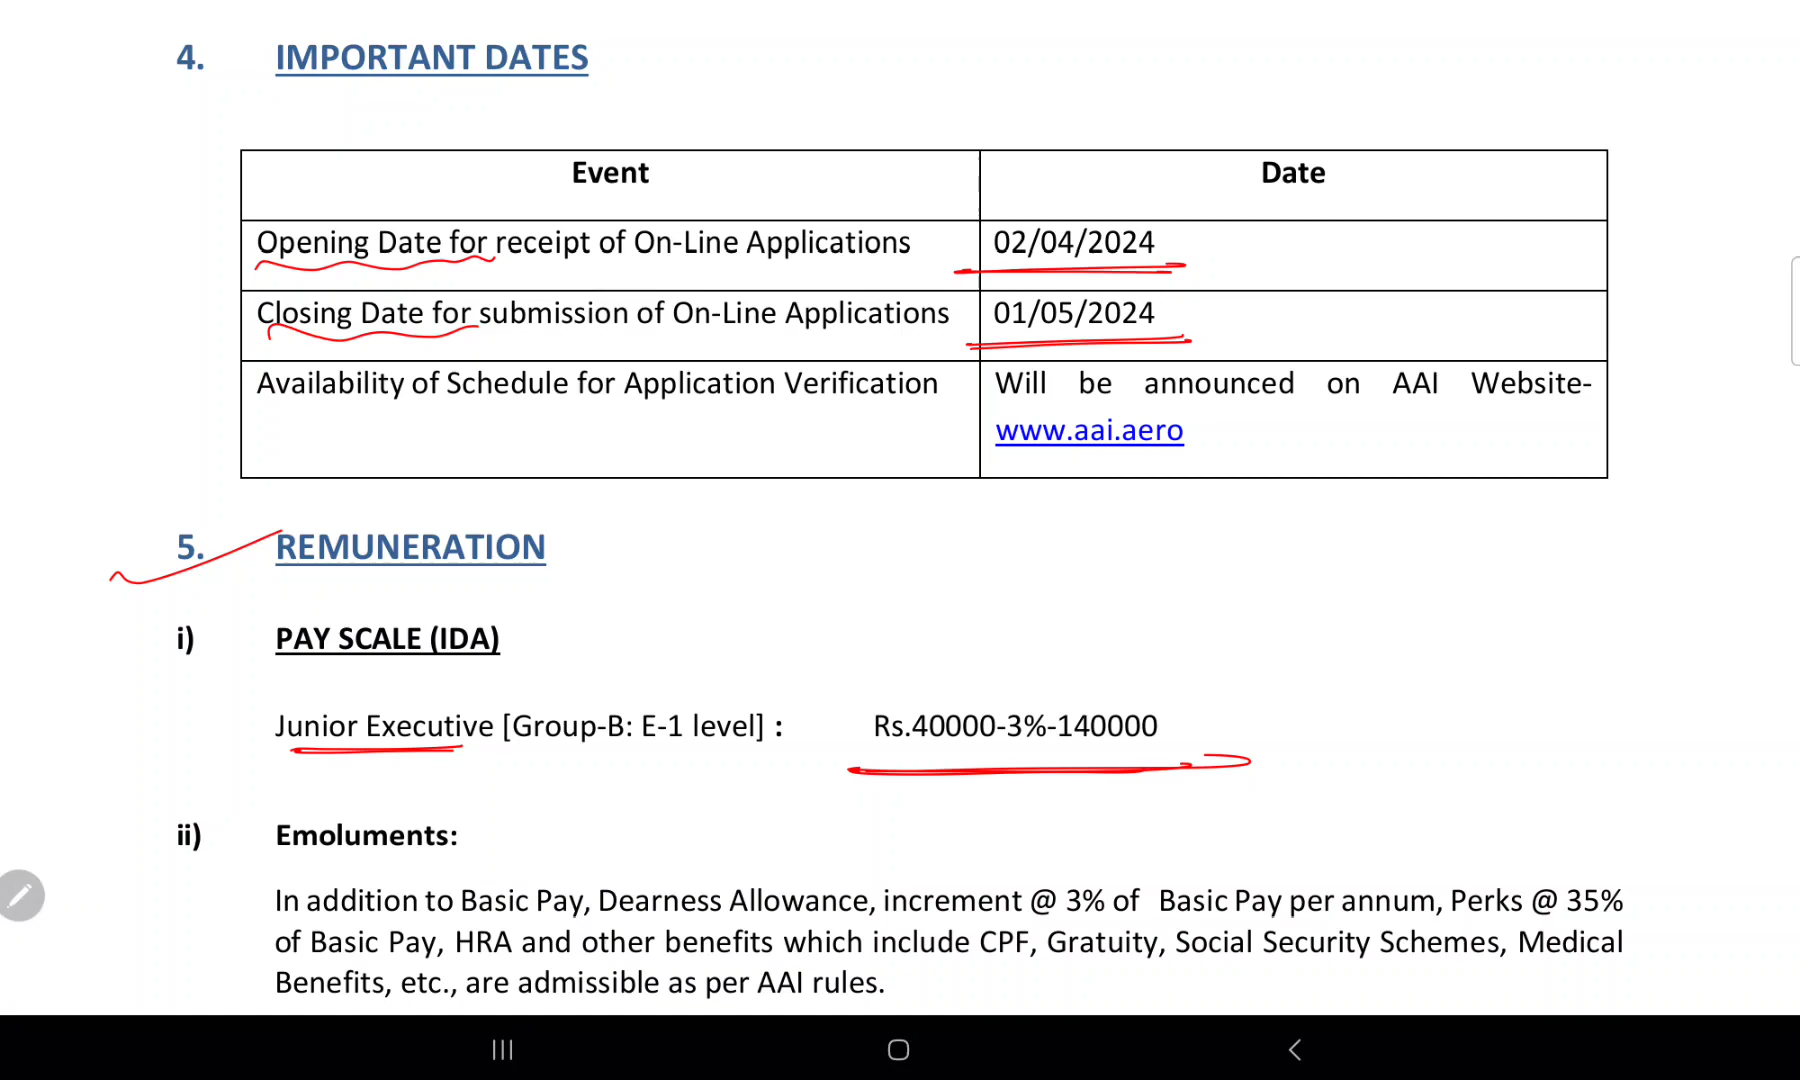 4. IMPORTANT DATES
Event Date
Opening Date for receipt of On-Line Applications 02/04/2024
Closing Date for submission of On-Line Applications 01/05/2024
Availability of Schedule for Application Verification Will be announced on AAI Website-
www.aai.aero
5. REMUNERATION
i) PAY SCALE (IDA)
Junior Executive [Group-B: E-1 level] : Rs.40000-3%-140000
ii) Emoluments:
In addition to Basic Pay, Dearness Allowance, increment @ 3% of Basic Pay per annum, Perks @ 35%
of Basic Pay, HRA and other benefits which include CPF, Gratuity, Social Security Schemes, Medical
Benefits, etc., are admissible as per AAI rules.